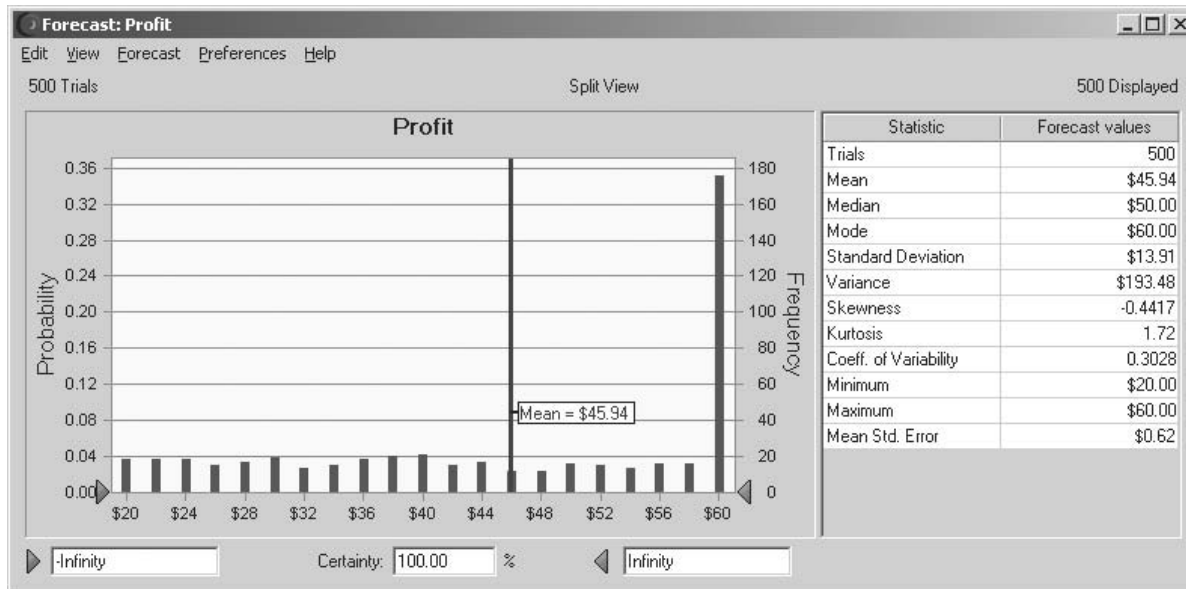 Forecast: Profit
Edit View Forecast Preferences Help
500 Trials Split View 500 Displayed
Profit
Probability
0.36
0.32
0.28
0.24
0.20
0.16
0.12
0.08
0.04
0.00
Mean = $45.94
$20 $24 $28 $32 $36 $40 $44 $48 $52 $56 $60
180
160
140
120
100
80
60
40
20
0
Frequency
Statistic Forecast values
Trials 500
Mean $45.94
Median $50.00
Mode $60.00
Standard Deviation $13.91
Variance $193.48
Skewness -0.4417
Kurtosis 1.72
Coeff. of Variability 0.3028
Minimum $20.00
Maximum $60.00
Mean Std. Error $0.62
-Infinity Certainty: 100.00 % Infinity